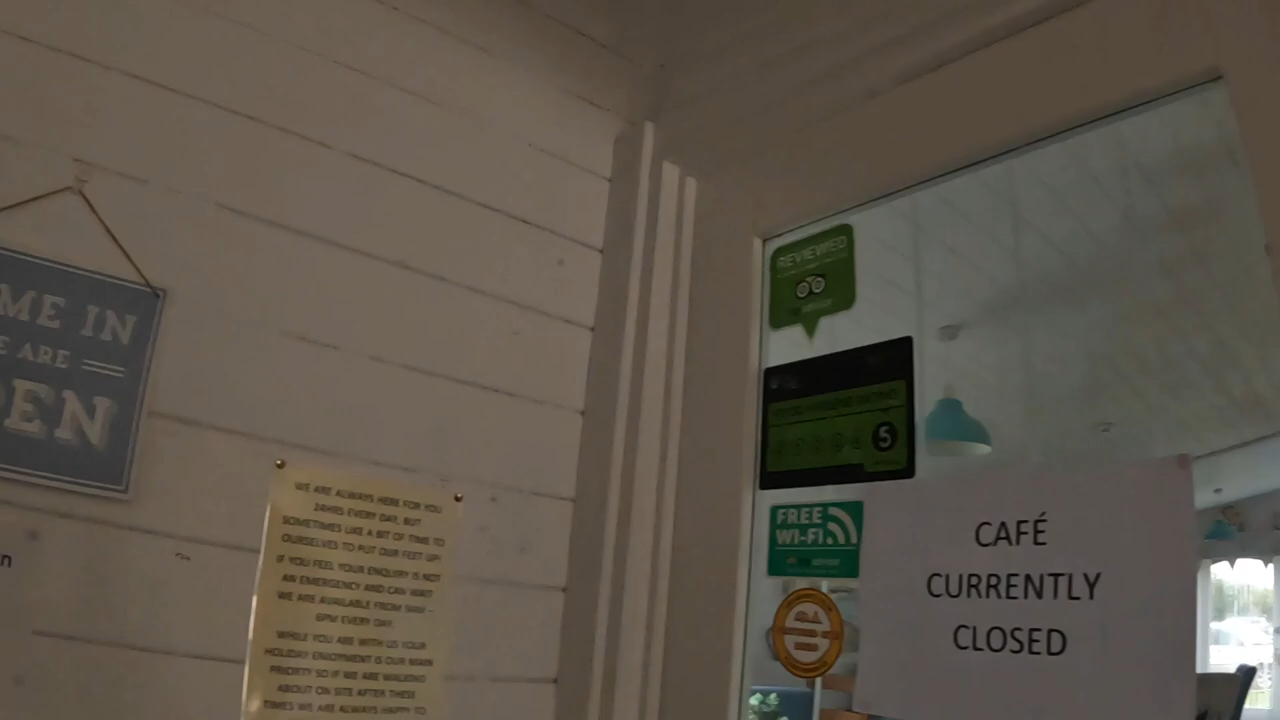 ME IN
E ARE
EN
n
WE ARE ALWAYS HERE FOR YOU
24HRS EVERY DAY, BUT
SOMETIMES LIKE A BIT OF TIME TO
OURSELVES TO PUT OUR FEET UP!
IF YOU FEEL YOUR ENQUIRY IS NOT
AN EMERGENCY AND CAN WAIT
WE ARE AVAILABLE FROM 9AM -
6PM EVERY DAY.
WHILE YOU ARE WITH US YOUR
HOLIDAY ENJOYMENT IS OUR MAIN
PRIORITY SO IF WE ARE WALKING
ABOUT ON SITE AFTER THESE
TIMES WE ARE ALWAYS HAPPY TO
REVIEWED
FOOD HYGIENE RATING
5
FREE
WI-FI
CAFÉ
CURRENTLY
CLOSED